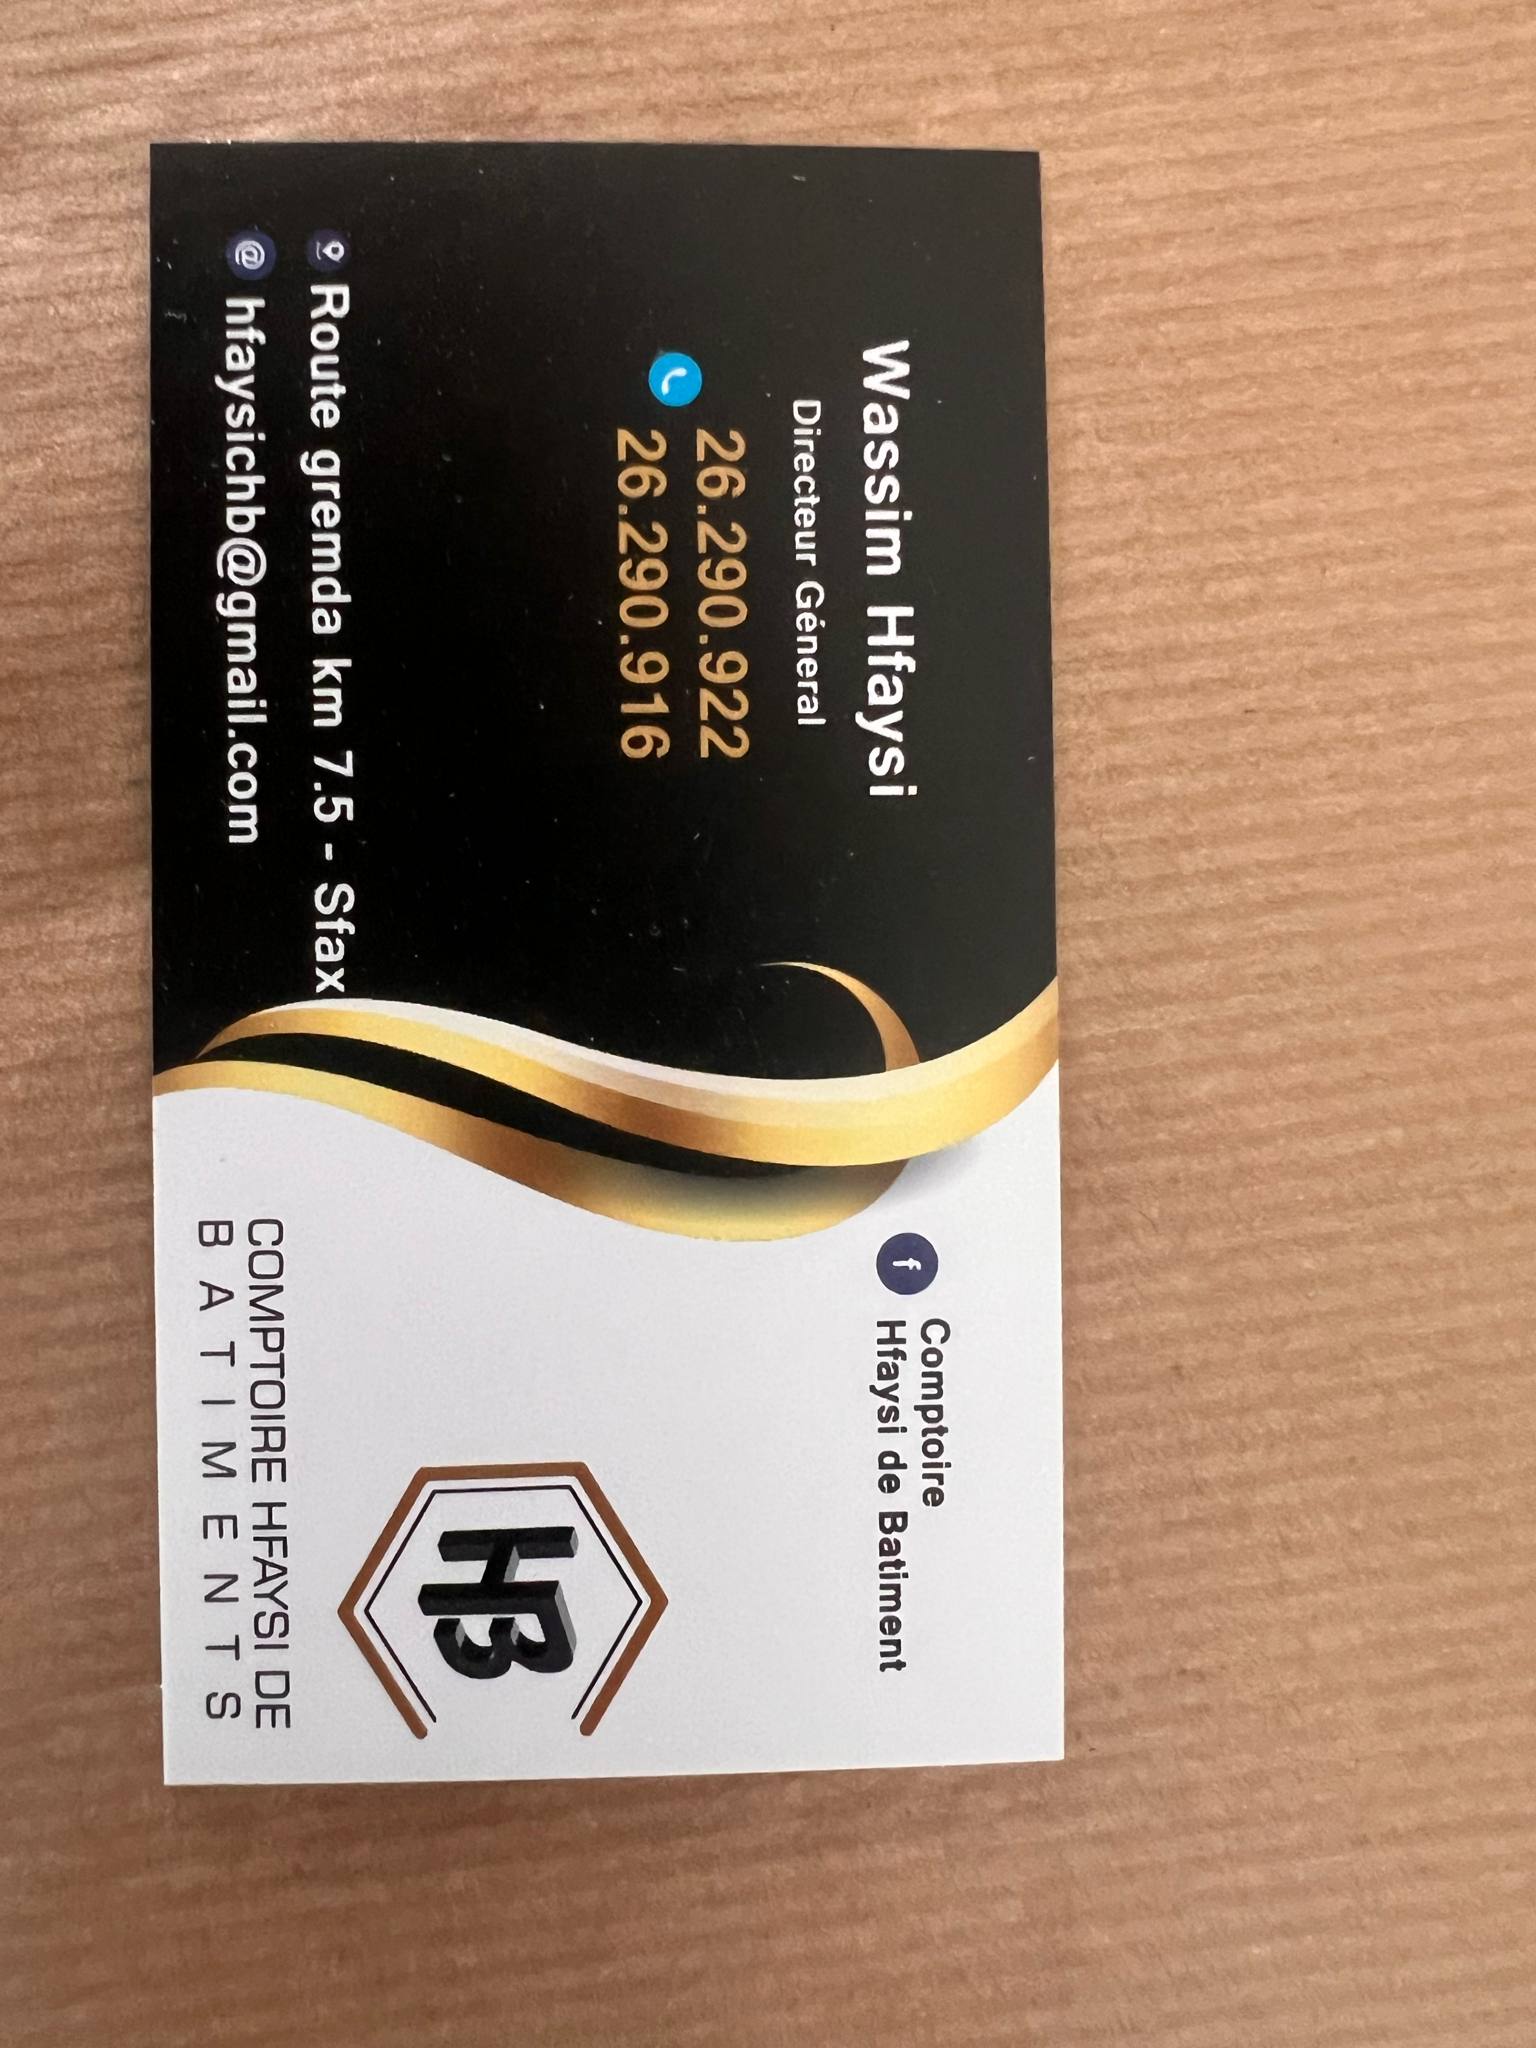 Wassim Hfaysi
Directeur Géneral
26.290.922
26.290.916
Route gremda km 7.5 - Sfax
hfaysichb@gmail.com
Comptoire
Hfaysi de Batiment
HB
COMPTOIRE HFAYSI DE
BATIMENTS